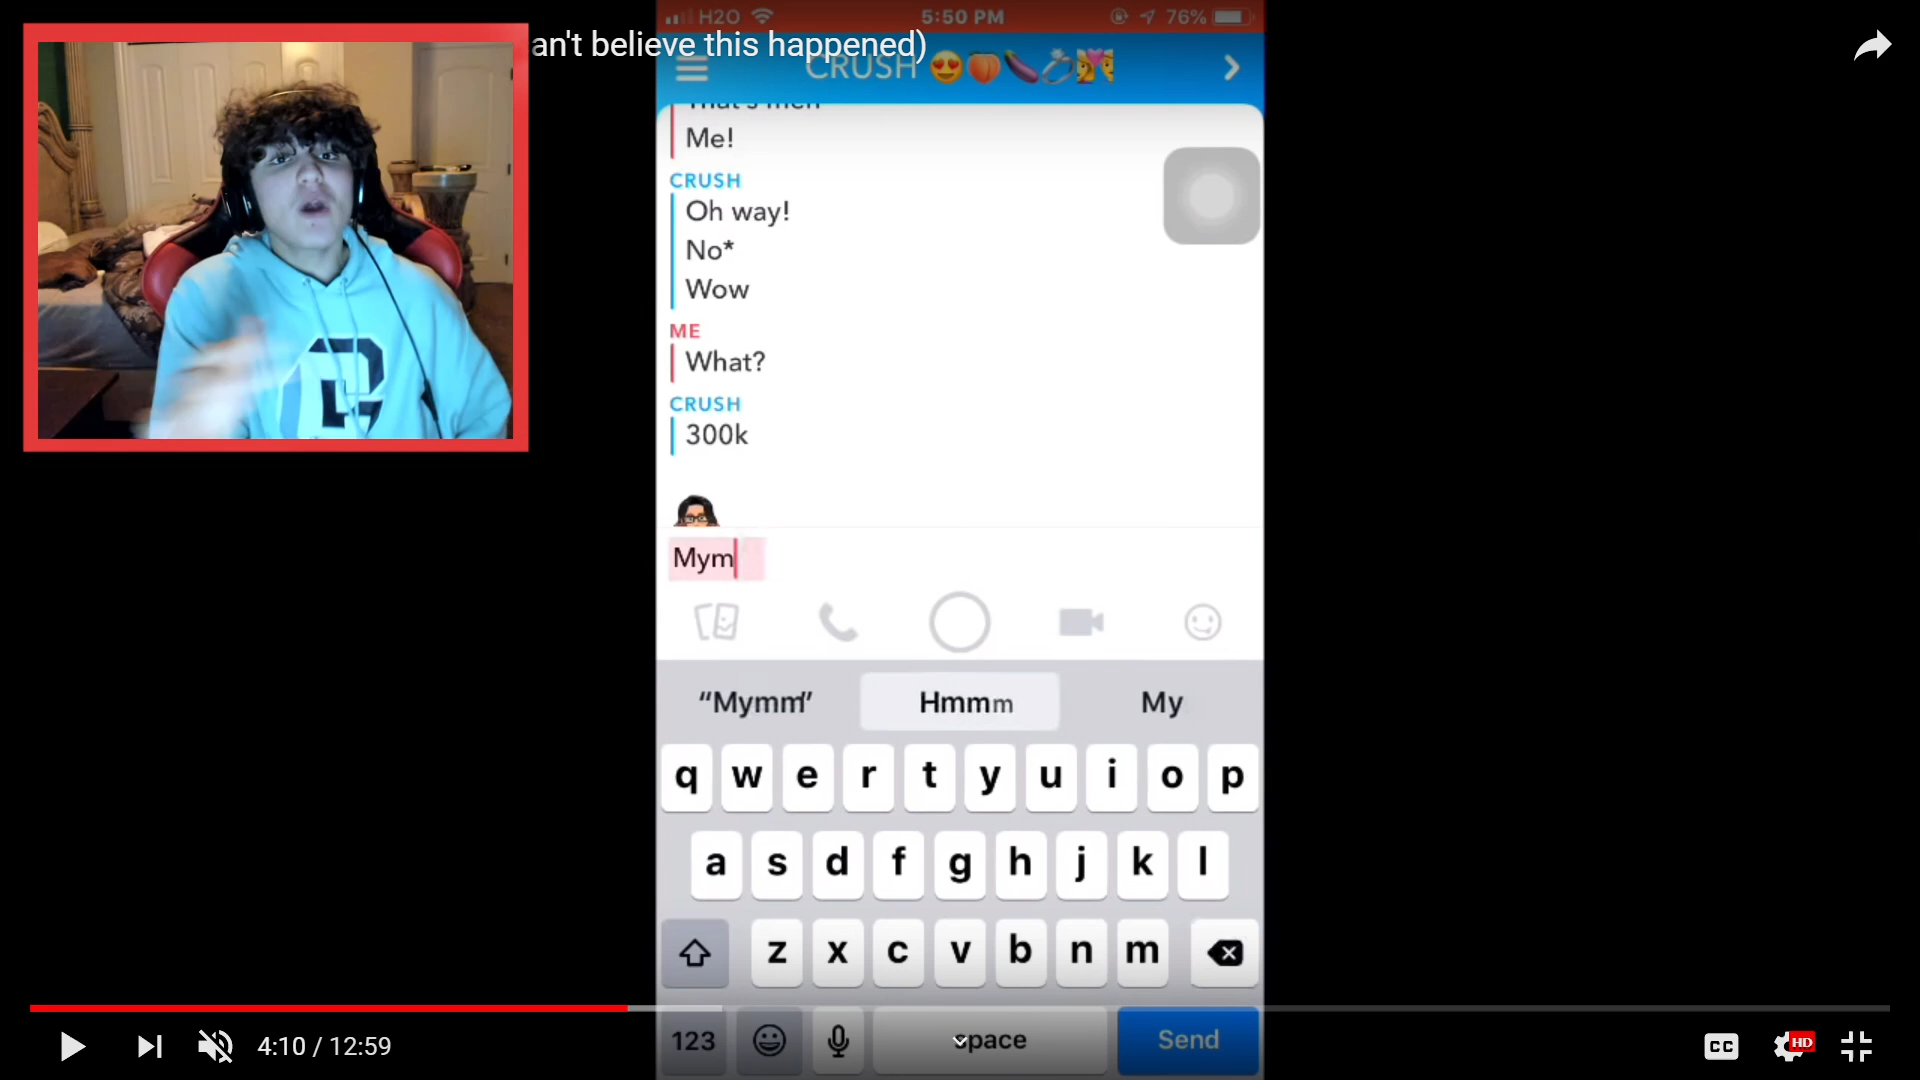 H2O 5:50 PM 76%
an't believe this happened)
CRUSH
Me!
CRUSH
Oh way!
No*
Wow
ME
What?
CRUSH
300k
Mym
“Mymm” Hmmm My
q w e r t y u i o p
a s d f g h j k l
z x c v b n m
123 space Send
4:10 / 12:59 CC HD